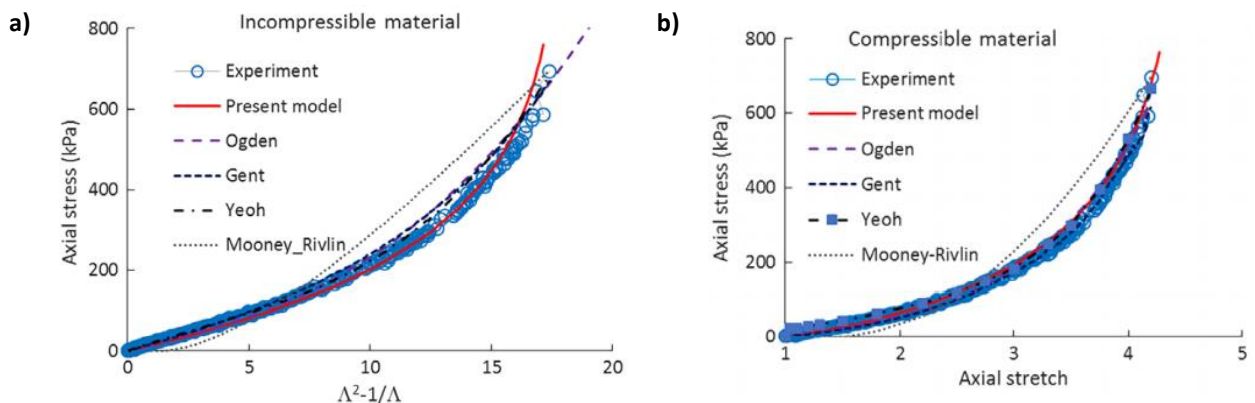 a)
Incompressible material
800
600
400
200
0
Axial stress (kPa)
Experiment
Present model
Ogden
Gent
Yeoh
Mooney_Rivlin
0 5 10 15 20
Λ²-1/Λ
b)
Compressible material
800
600
400
200
0
Axial stress (kPa)
Experiment
Present model
Ogden
Gent
Yeoh
Mooney-Rivlin
1 2 3 4 5
Axial stretch